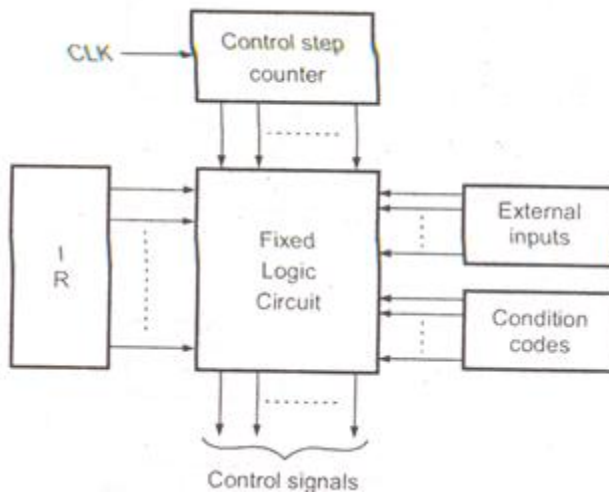 CLK
Control step
counter
I
R
Fixed
Logic
Circuit
External
inputs
Condition
codes
Control signals